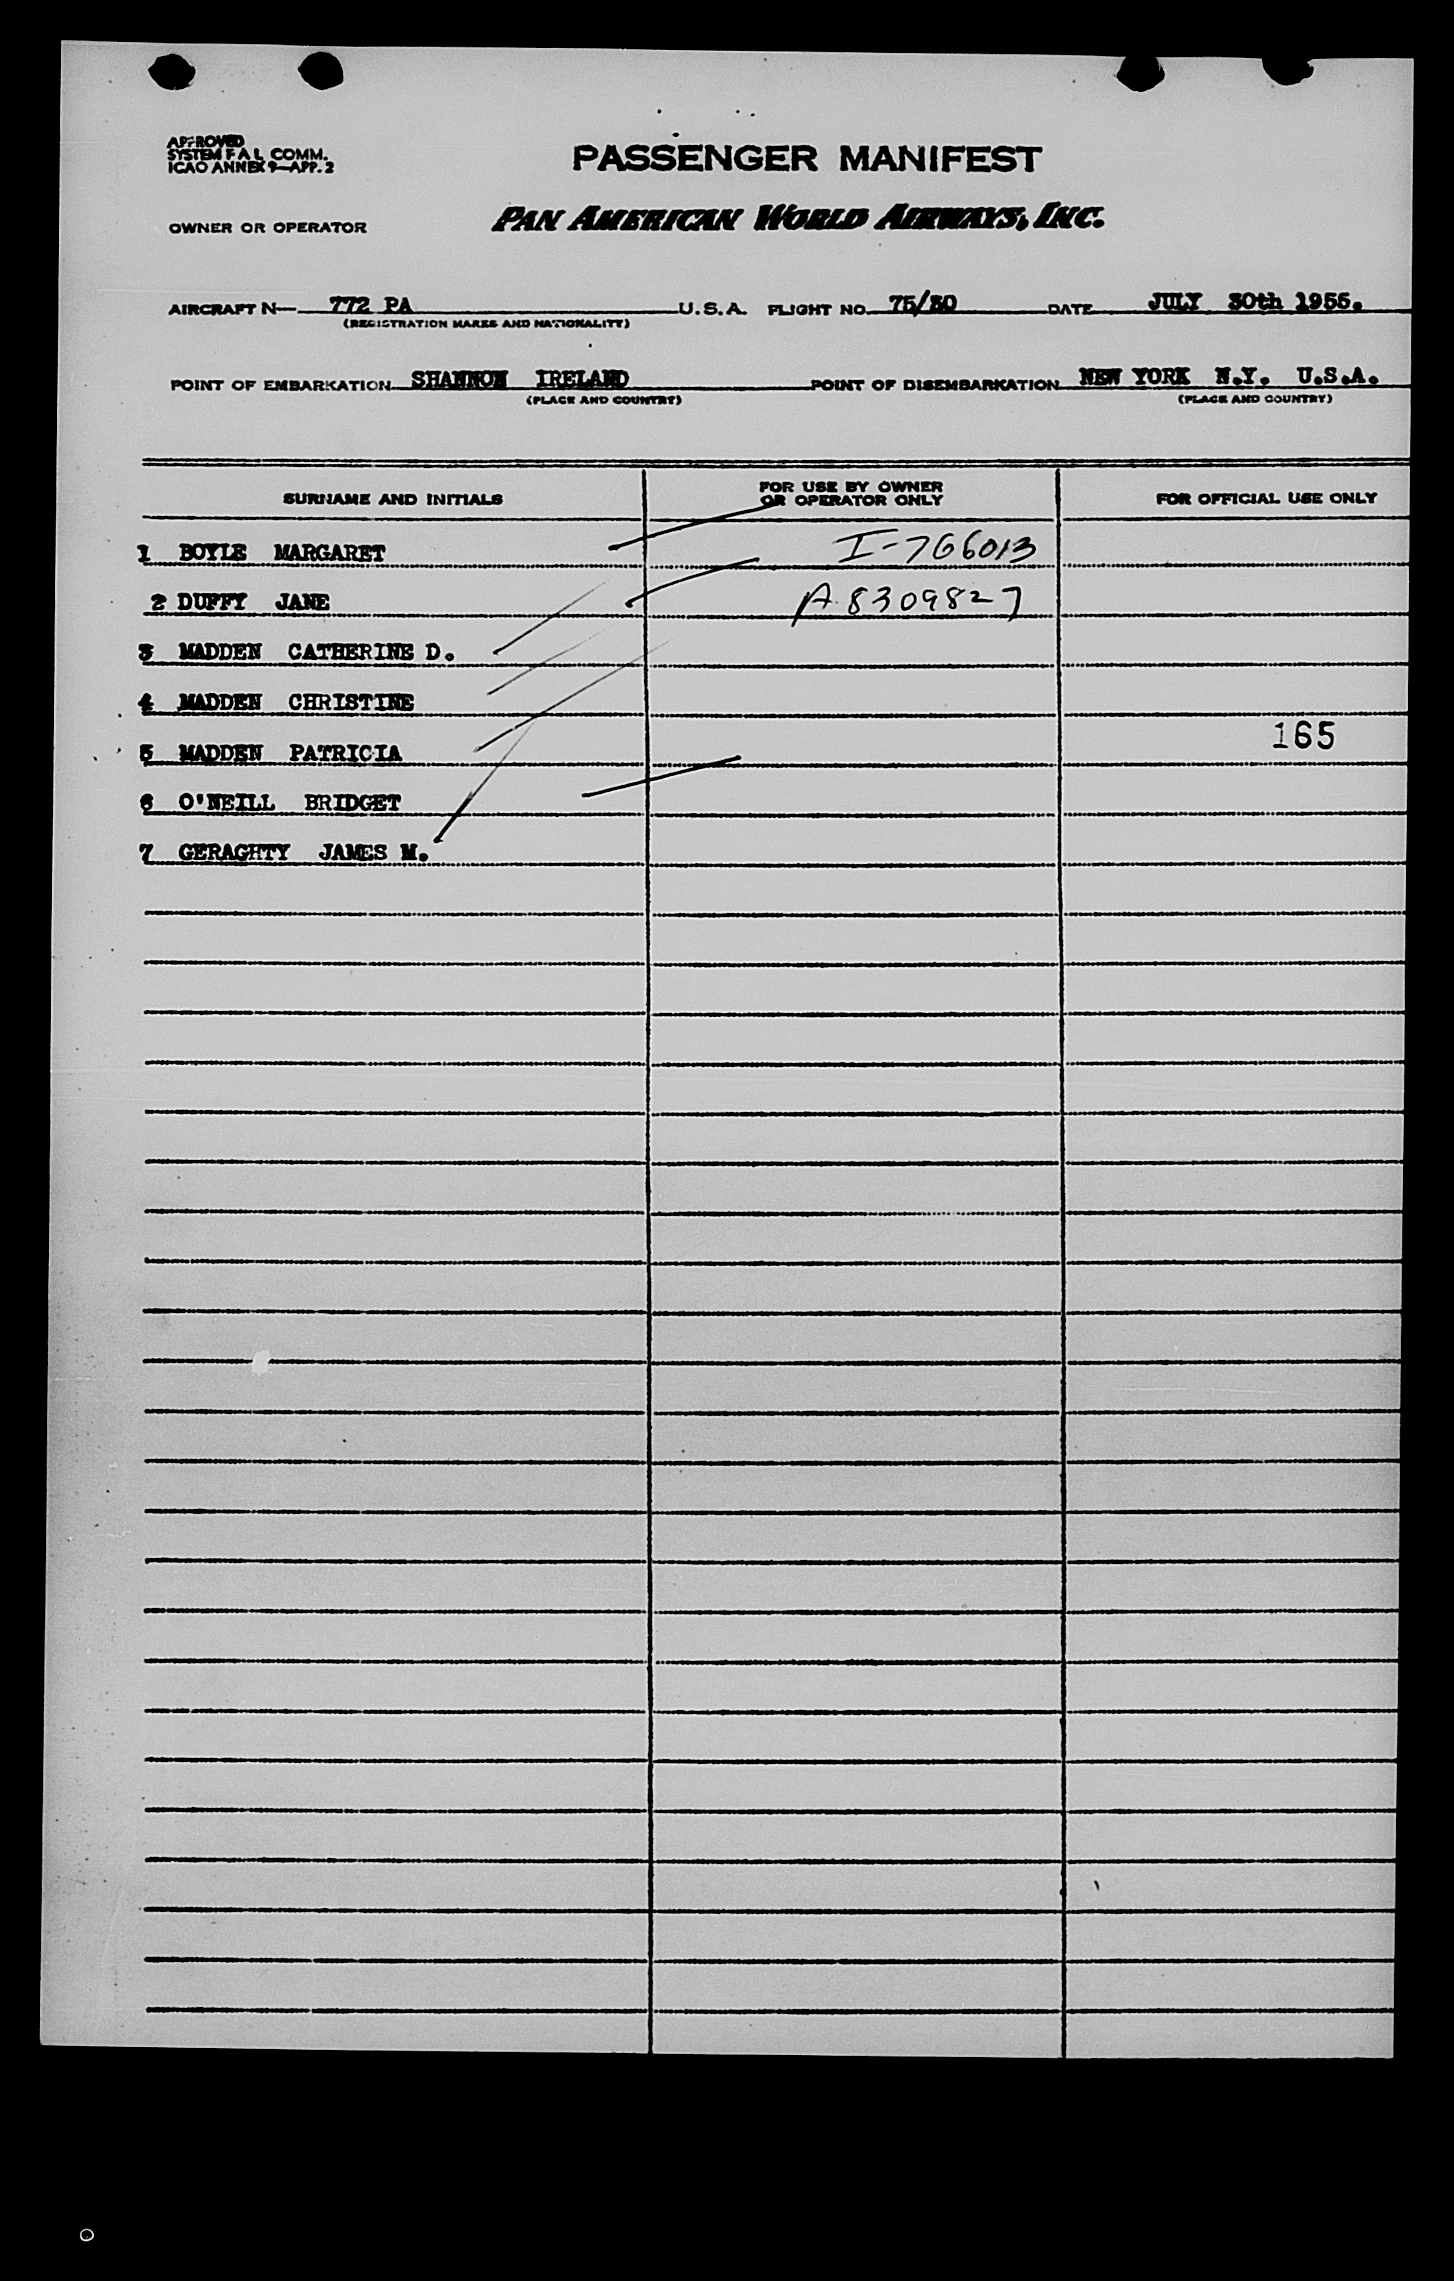 APPROVED
SYSTEM F A L COMM.
ICAO ANNEX 9—APP. 2
PASSENGER MANIFEST
OWNER OR OPERATOR PAN AMERICAN WORLD AIRWAYS, INC.
AIRCRAFT N— 772 PA U.S.A. FLIGHT NO. 75/30 DATE JULY 30th 1955.
(REGISTRATION MARKS AND NATIONALITY)
POINT OF EMBARKATION SHANNON IRELAND POINT OF DISEMBARKATION NEW YORK N.Y. U.S.A.
(PLACE AND COUNTRY) (PLACE AND COUNTRY)
SURNAME AND INITIALS FOR USE BY OWNER OR OPERATOR ONLY FOR OFFICIAL USE ONLY
1 BOYLE MARGARET I-766013
2 DUFFY JANE A 8309827
3 MADDEN CATHERINE D.
4 MADDEN CHRISTINE
5 MADDEN PATRICIA 165
6 O'NEILL BRIDGET
7 GERAGHTY JAMES M.